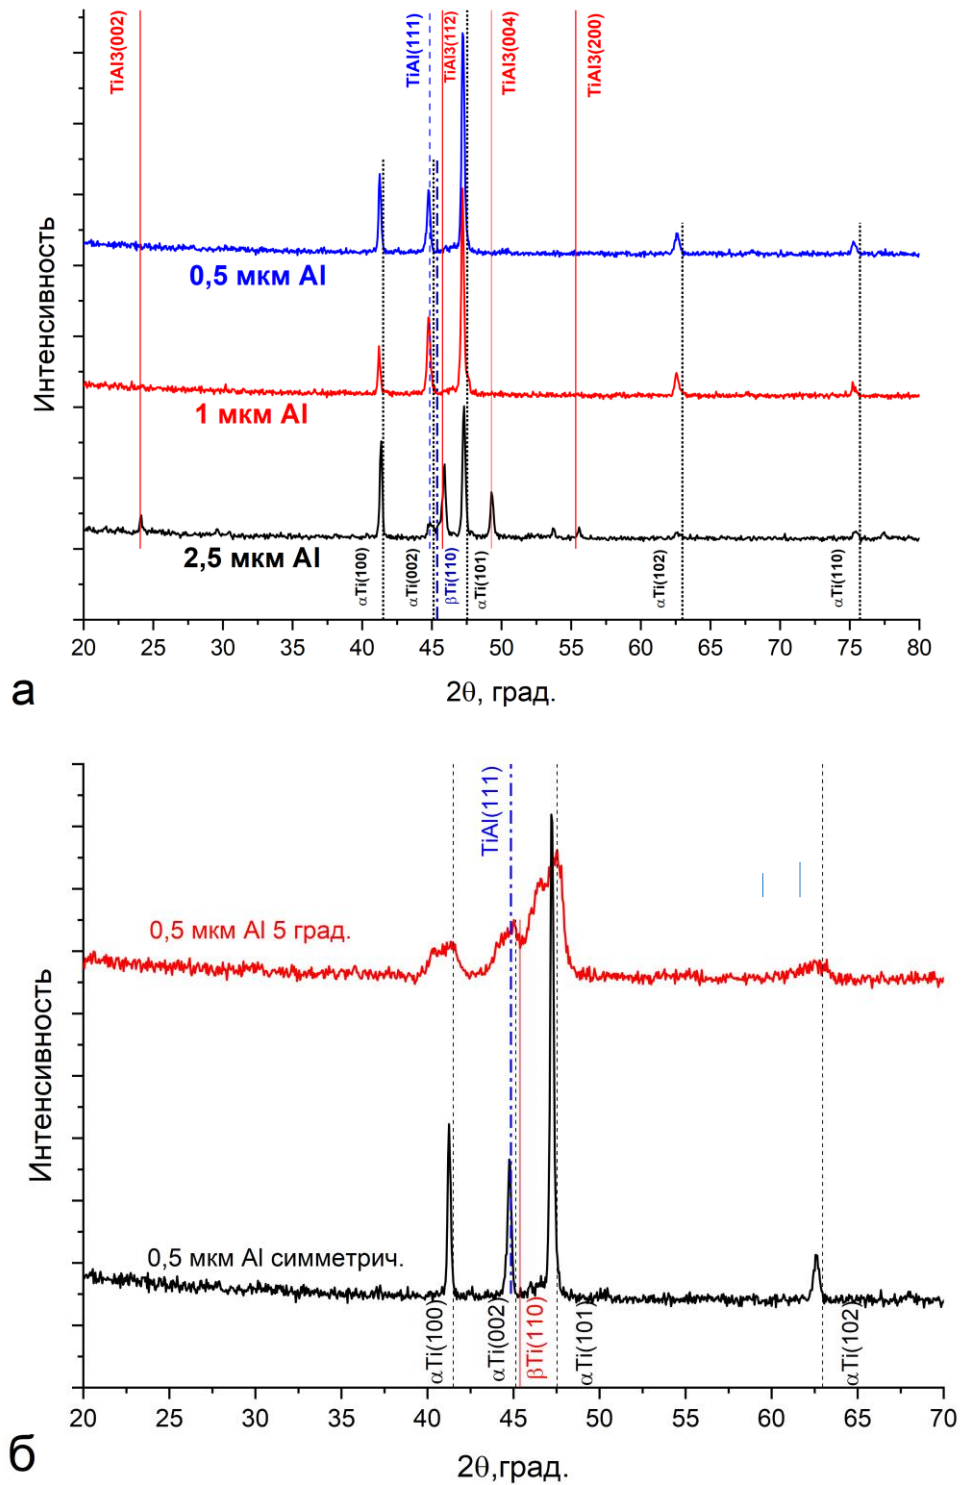 TiAl3(002)
TiAl(111)
TiAl3(112)
TiAl3(004)
TiAl3(200)
Интенсивность
0,5 мкм Al
1 мкм Al
2,5 мкм Al
αTi(100)
αTi(002)
βTi(110)
αTi(101)
αTi(102)
αTi(110)
20 25 30 35 40 45 50 55 60 65 70 75 80
2θ, град.
а
TiAl(111)
0,5 мкм Al 5 град.
Интенсивность
0,5 мкм Al симметрич.
αTi(100)
αTi(002)
βTi(110)
αTi(101)
αTi(102)
20 25 30 35 40 45 50 55 60 65 70
2θ,град.
б